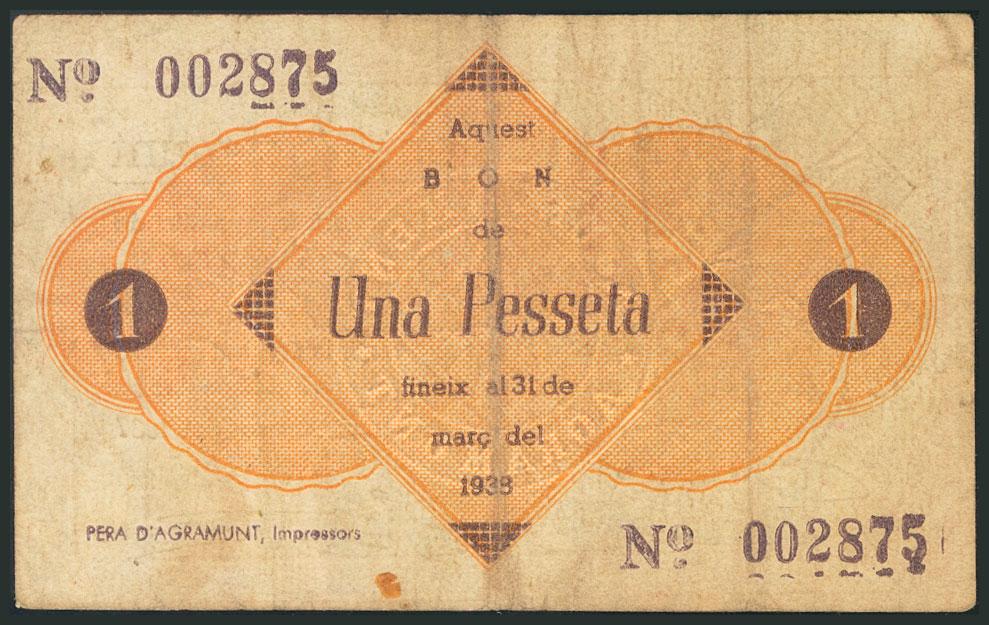 Nº 002875
Aquest
BON
de
Una Pesseta
1
1
fineix al 31 de
març del
1938
PERA D'AGRAMUNT, Impressors
Nº 002875